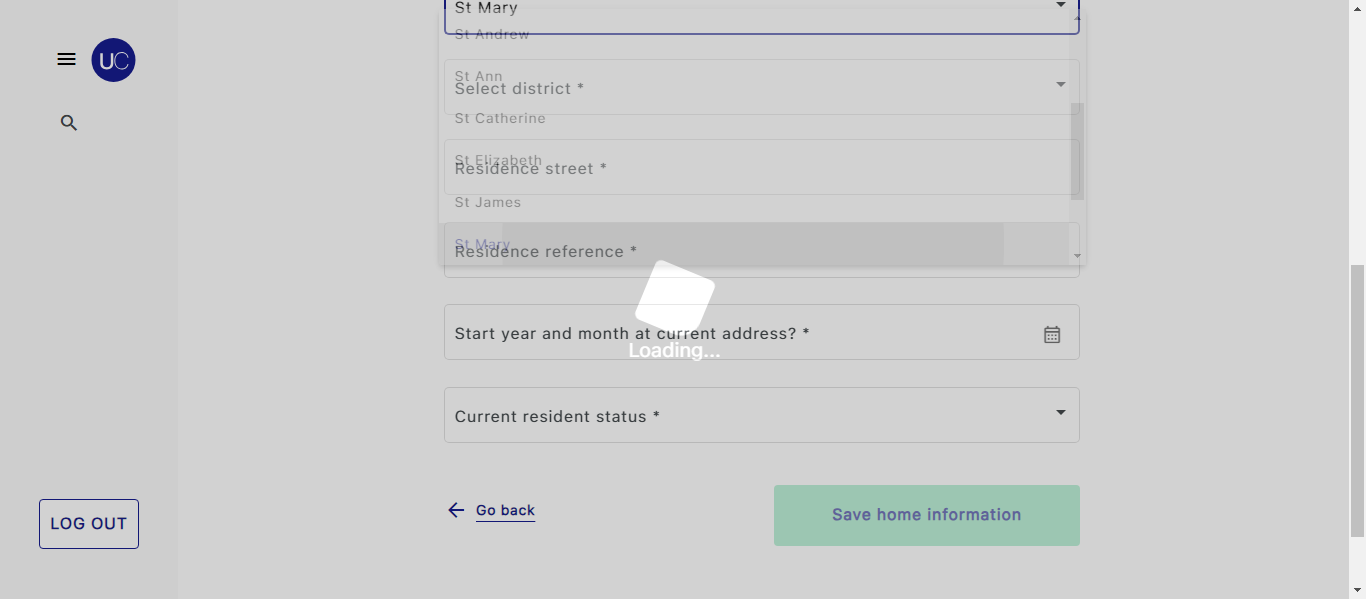 St Mary
St Andrew
UC
St Ann
Select district *
St Catherine
St Elizabeth
Residence street *
St James
St Mary
Residence reference *
Start year and month at current address? *
Loading...
Current resident status *
Go back
Save home information
LOG OUT